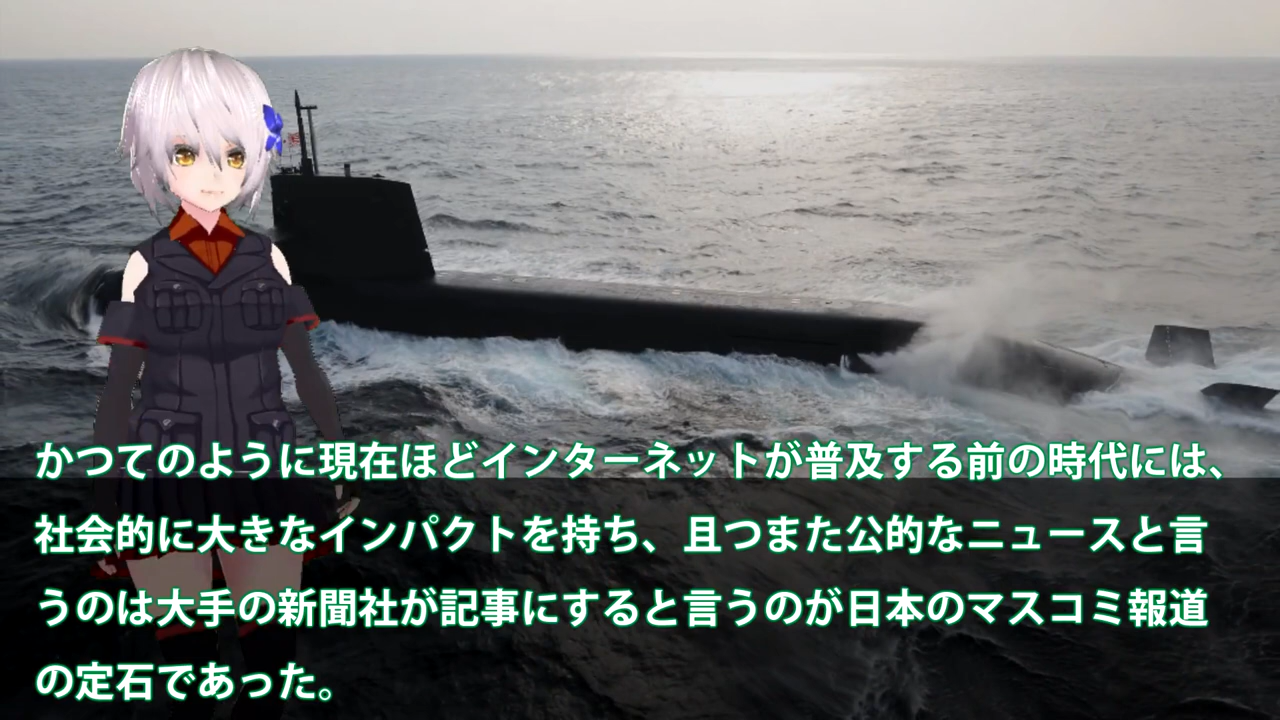 かつてのように現在ほどインターネットが普及する前の時代には、
社会的に大きなインパクトを持ち、且つまた公的なニュースと言
うのは大手の新聞社が記事にすると言うのが日本のマスコミ報道
の定石であった。